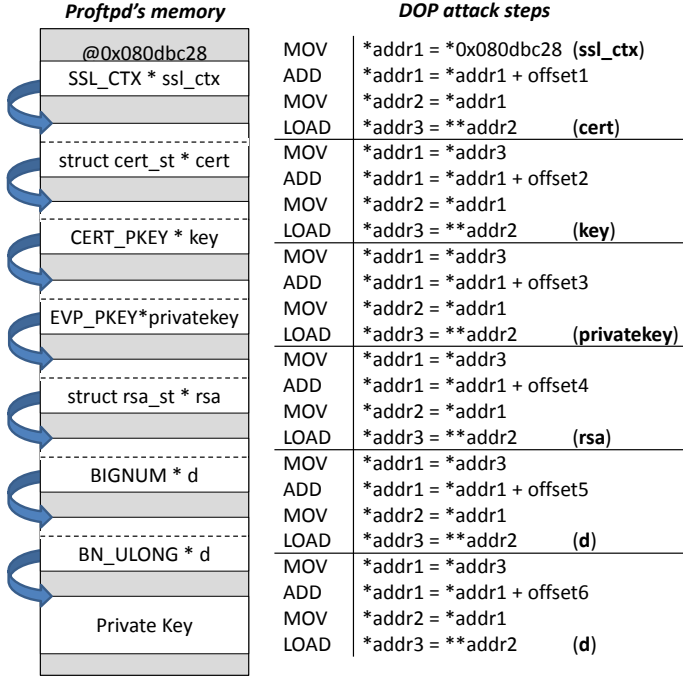 Proftpd's memory
DOP attack steps
@0x080dbc28
SSL_CTX * ssl_ctx
struct cert_st * cert
CERT_PKEY * key
EVP_PKEY*privatekey
struct rsa_st * rsa
BIGNUM * d
BN_ULONG * d
Private Key
MOV *addr1 = *0x080dbc28 (ssl_ctx)
ADD *addr1 = *addr1 + offset1
MOV *addr2 = *addr1
LOAD *addr3 = **addr2 (cert)
MOV *addr1 = *addr3
ADD *addr1 = *addr1 + offset2
MOV *addr2 = *addr1
LOAD *addr3 = **addr2 (key)
MOV *addr1 = *addr3
ADD *addr1 = *addr1 + offset3
MOV *addr2 = *addr1
LOAD *addr3 = **addr2 (privatekey)
MOV *addr1 = *addr3
ADD *addr1 = *addr1 + offset4
MOV *addr2 = *addr1
LOAD *addr3 = **addr2 (rsa)
MOV *addr1 = *addr3
ADD *addr1 = *addr1 + offset5
MOV *addr2 = *addr1
LOAD *addr3 = **addr2 (d)
MOV *addr1 = *addr3
ADD *addr1 = *addr1 + offset6
MOV *addr2 = *addr1
LOAD *addr3 = **addr2 (d)